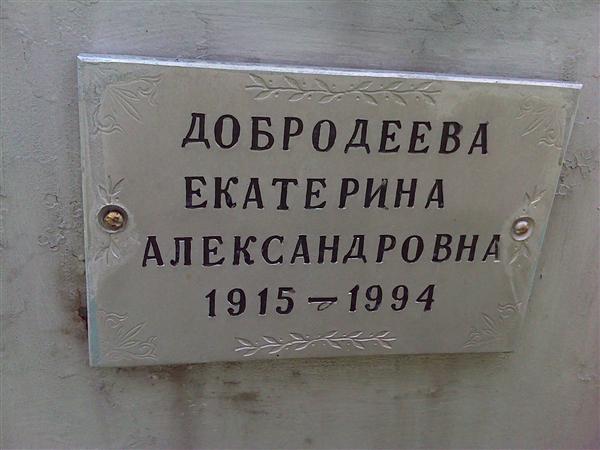 ДОБРОДЕЕВА
ЕКАТЕРИНА
АЛЕКСАНДРОВНА
1915 — 1994